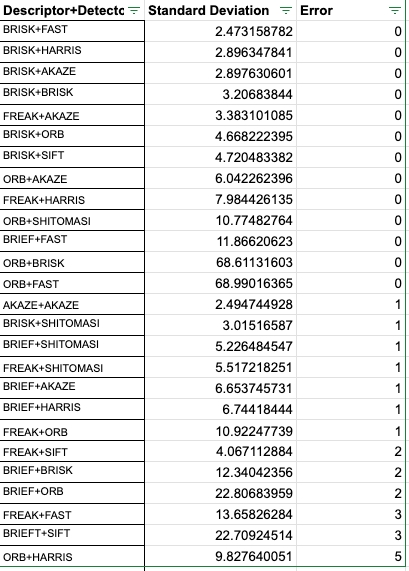 Descriptor+Detecto Standard Deviation Error
BRISK+FAST 2.473158782 0
BRISK+HARRIS 2.896347841 0
BRISK+AKAZE 2.897630601 0
BRISK+BRISK 3.20683844 0
FREAK+AKAZE 3.383101085 0
BRISK+ORB 4.668222395 0
BRISK+SIFT 4.720483382 0
ORB+AKAZE 6.042262396 0
FREAK+HARRIS 7.984426135 0
ORB+SHITOMASI 10.77482764 0
BRIEF+FAST 11.86620623 0
ORB+BRISK 68.61131603 0
ORB+FAST 68.99016365 0
AKAZE+AKAZE 2.494744928 1
BRISK+SHITOMASI 3.01516587 1
BRIEF+SHITOMASI 5.226484547 1
FREAK+SHITOMASI 5.517218251 1
BRIEF+AKAZE 6.653745731 1
BRIEF+HARRIS 6.74418444 1
FREAK+ORB 10.92247739 1
FREAK+SIFT 4.067112884 2
BRIEF+BRISK 12.34042356 2
BRIEF+ORB 22.80683959 2
FREAK+FAST 13.65826284 3
BRIEFT+SIFT 22.70924514 3
ORB+HARRIS 9.827640051 5